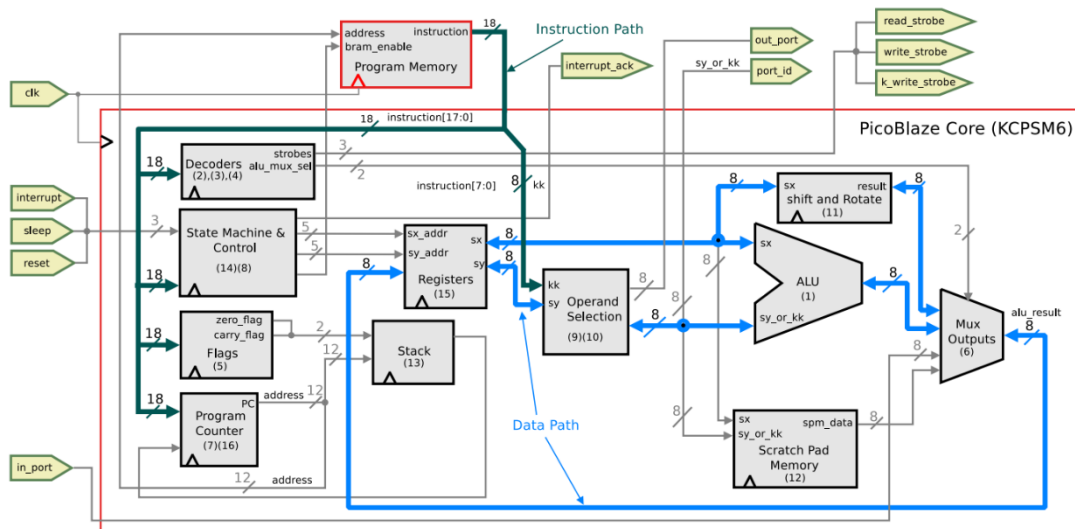 read_strobe
write_strobe
k_write_strobe
out_port
sy_or_kk
port_id
interrupt_ack
address
instruction
bram_enable
Program Memory
18
Instruction Path
clk
18
instruction[17:0]
PicoBlaze Core (KCPSM6)
18
Decoders
(2),(3),(4)
strobes
alu_mux_sel
3
2
instruction[7:0]
8
kk
interrupt
sleep
reset
3
State Machine &
Control
(14)(8)
18
5
5
sx_addr
sy_addr
sx
sy
Registers
(15)
8
8
8
8
sx
result
shift and Rotate
(11)
8
2
kk
sy
Operand
Selection
(9)(10)
8
8
8
8
sx
ALU
(1)
sy_or_kk
8
Mux
Outputs
(6)
alu_result
8
8
18
zero_flag
carry_flag
Flags
(5)
2
12
Stack
(13)
18
PC
Program
Counter
(7)(16)
address
12
12
address
Data Path
8
8
sx
sy_or_kk
spm_data
Scratch Pad
Memory
(12)
8
in_port
8